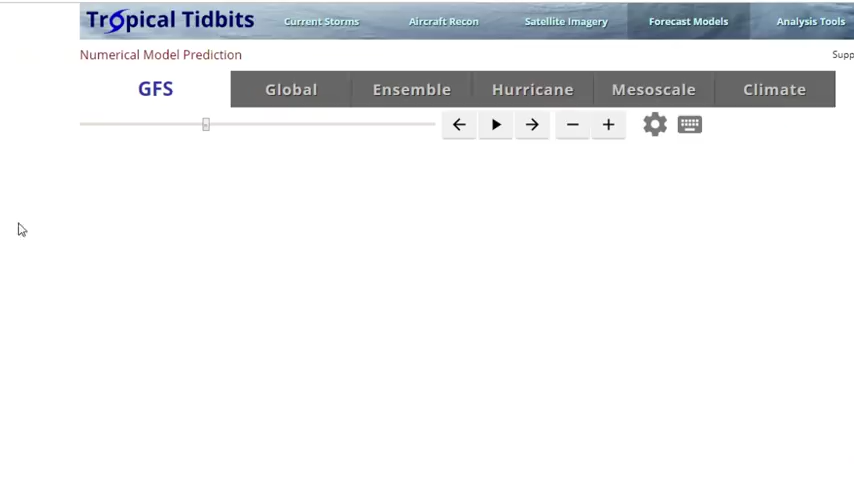 Tropical Tidbits
Current Storms Aircraft Recon Satellite Imagery Forecast Models Analysis Tools
Numerical Model Prediction
Supp
GFS Global Ensemble Hurricane Mesoscale Climate